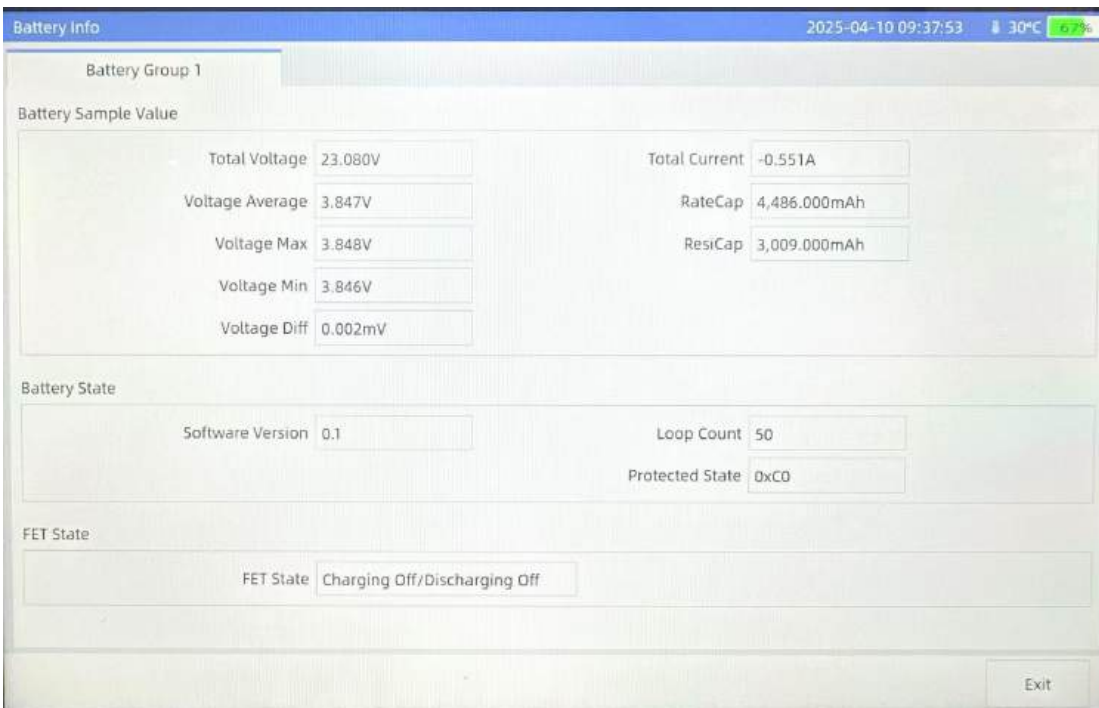 Battery Info 2025-04-10 09:37:53 30°C 67%
Battery Group 1
Battery Sample Value
Total Voltage 23.080V Total Current -0.551A
Voltage Average 3.847V RateCap 4,486.000mAh
Voltage Max 3.848V ResiCap 3,009.000mAh
Voltage Min 3.846V
Voltage Diff 0.002mV
Battery State
Software Version 0.1 Loop Count 50
Protected State 0xC0
FET State
FET State Charging Off/Discharging Off
Exit